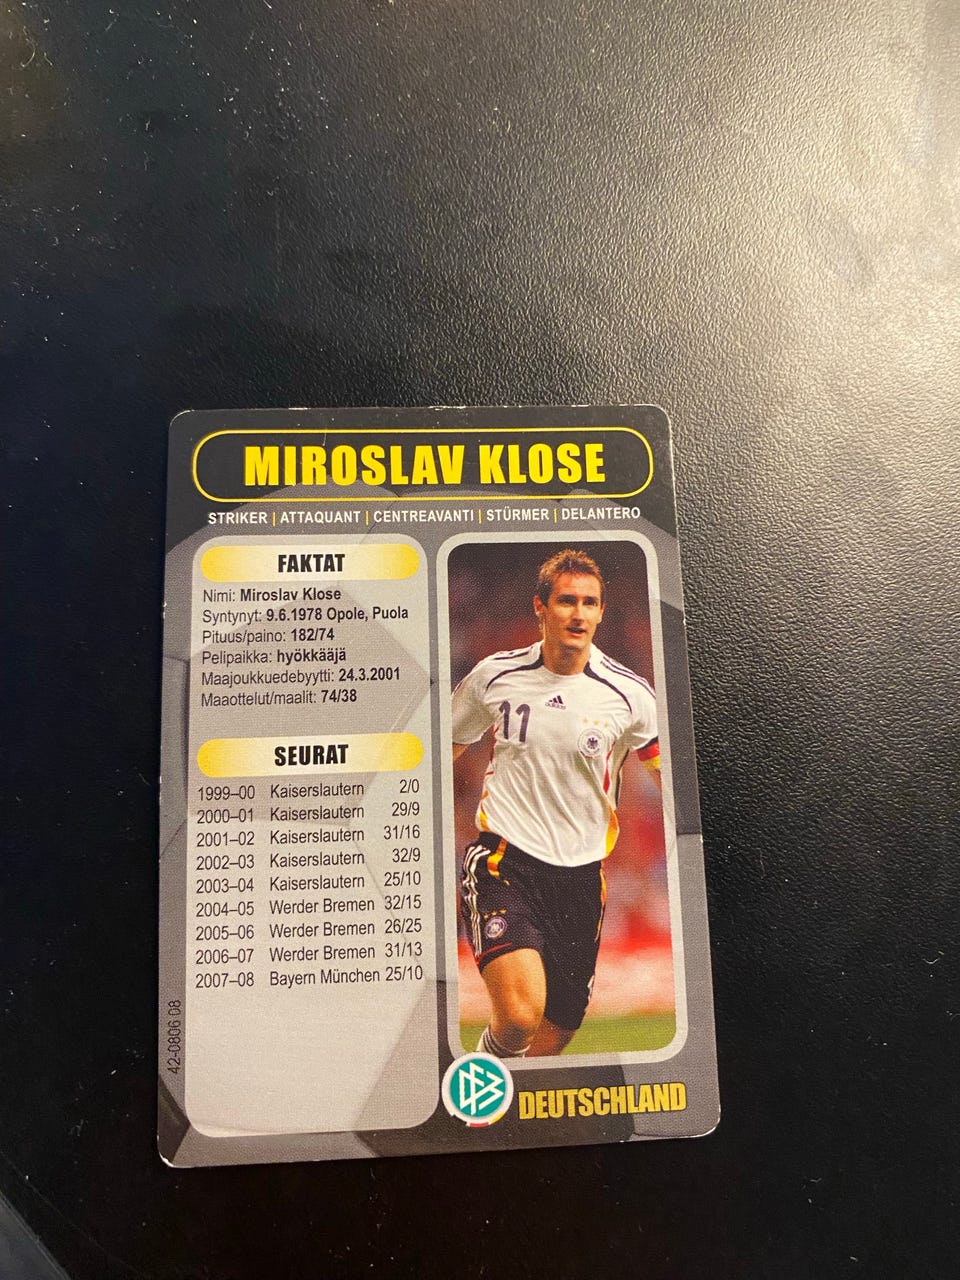 MIROSLAV KLOSE
STRIKER | ATTAQUANT | CENTREAVANTI | STÜRMER | DELANTERO
FAKTAT
Nimi: Miroslav Klose
Syntynyt: 9.6.1978 Opole, Puola
Pituus/paino: 182/74
Pelipaikka: hyökkääjä
Maajoukkuedebyytti: 24.3.2001
Maaottelut/maalit: 74/38
SEURAT
1999–00 Kaiserslautern 2/0
2000–01 Kaiserslautern 29/9
2001–02 Kaiserslautern 31/16
2002–03 Kaiserslautern 32/9
2003–04 Kaiserslautern 25/10
2004–05 Werder Bremen 32/15
2005–06 Werder Bremen 26/25
2006–07 Werder Bremen 31/13
2007–08 Bayern München 25/10
42-0806 08
adidas
11
DFB
DEUTSCHLAND